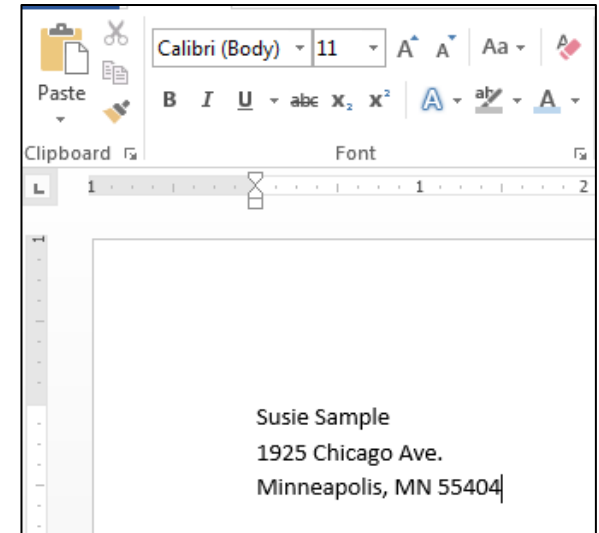 Calibri (Body) 11 A A Aa A
Paste
B I U abc X₂ X² A ab A
Clipboard Font
L 1 1 2
1
Susie Sample
1925 Chicago Ave.
Minneapolis, MN 55404